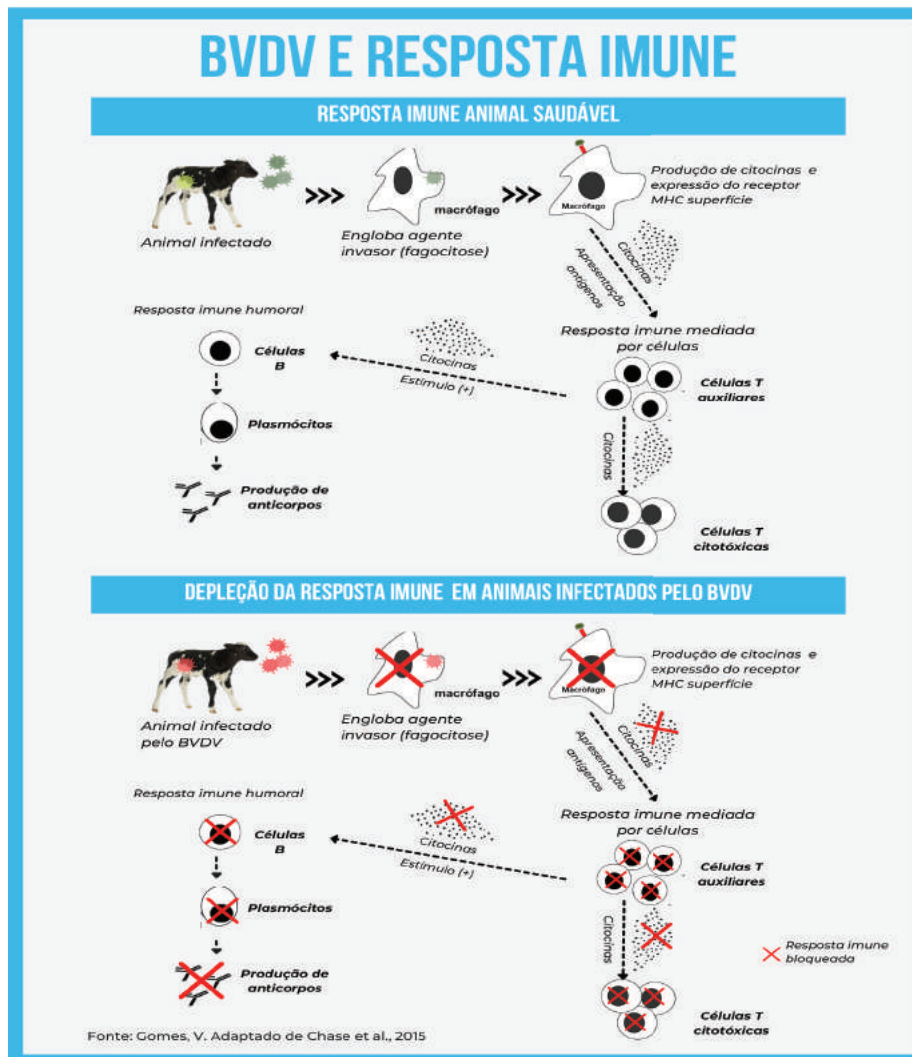 BVDV E RESPOSTA IMUNE
RESPOSTA IMUNE ANIMAL SAUDÁVEL
Animal infectado
macrófago
Engloba agente
invasor (fagocitose)
Macrófago
Produção de citocinas e
expressão do receptor
MHC superfície
Citocinas
Apresentação
antígenos
Resposta imune mediada
por células
Células T
auxiliares
Citocinas
Estímulo (+)
Resposta imune humoral
Células
B
Plasmócitos
Produção de
anticorpos
Citocinas
Células T
citotóxicas
DEPLEÇÃO DA RESPOSTA IMUNE EM ANIMAIS INFECTADOS PELO BVDV
Animal infectado
pelo BVDV
macrófago
Engloba agente
invasor (fagocitose)
Macrófago
Produção de citocinas e
expressão do receptor
MHC superfície
Citocinas
Apresentação
antígenos
Resposta imune mediada
por células
Células T
auxiliares
Citocinas
Estímulo (+)
Resposta imune humoral
Células
B
Plasmócitos
Produção de
anticorpos
Citocinas
Células T
citotóxicas
Resposta imune
bloqueada
Fonte: Gomes, V. Adaptado de Chase et al., 2015